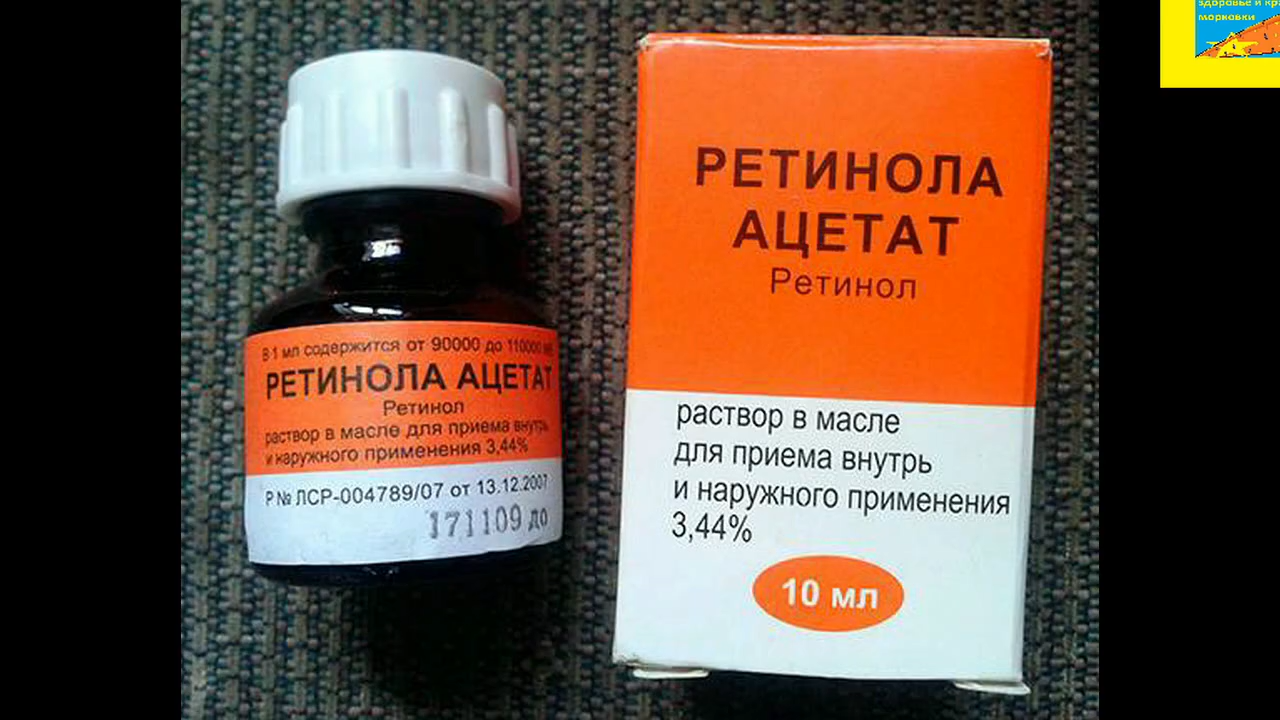 В 1 мл содержится от 90000 до 110000
РЕТИНОЛА АЦЕТАТ
Ретинол
раствор в масле для приема внутрь
и наружного применения 3,44%
Р № ЛСР-004789/07 от 13.12.2007
171109 до
РЕТИНОЛА
АЦЕТАТ
Ретинол
раствор в масле
для приема внутрь
и наружного применения
3,44%
10 мл
здоровье и
морковки